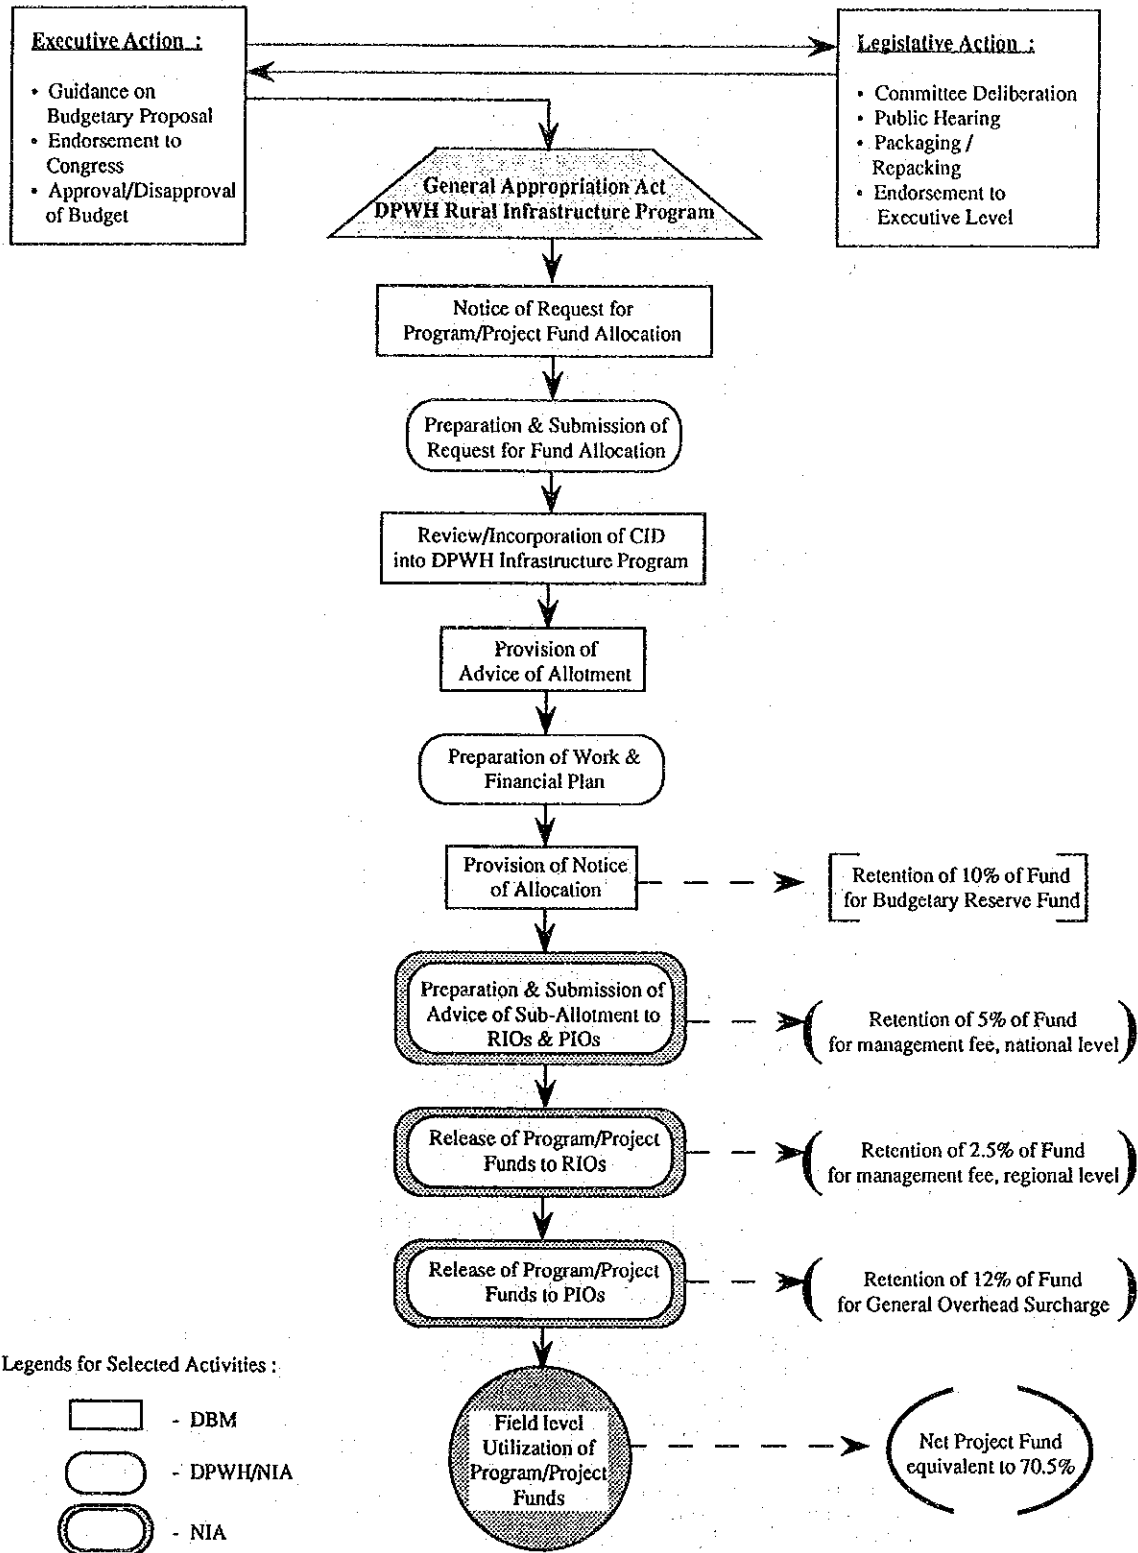 Executive Action :
• Guidance on
Budgetary Proposal
• Endorsement to
Congress
• Approval/Disapproval
of Budget
Legislative Action :
• Committee Deliberation
• Public Hearing
• Packaging /
Repacking
• Endorsement to
Executive Level
General Appropriation Act
DPWH Rural Infrastructure Program
Notice of Request for
Program/Project Fund Allocation
Preparation & Submission of
Request for Fund Allocation
Review/Incorporation of CID
into DPWH Infrastructure Program
Provision of
Advice of Allotment
Preparation of Work &
Financial Plan
Provision of Notice
of Allocation
Retention of 10% of Fund
for Budgetary Reserve Fund
Preparation & Submission of
Advice of Sub-Allotment to
RIOs & PIOs
Retention of 5% of Fund
for management fee, national level
Release of Program/Project
Funds to RIOs
Retention of 2.5% of Fund
for management fee, regional level
Release of Program/Project
Funds to PIOs
Retention of 12% of Fund
for General Overhead Surcharge
Field level
Utilization of
Program/Project
Funds
Net Project Fund
equivalent to 70.5%
Legends for Selected Activities :
- DBM
- DPWH/NIA
- NIA